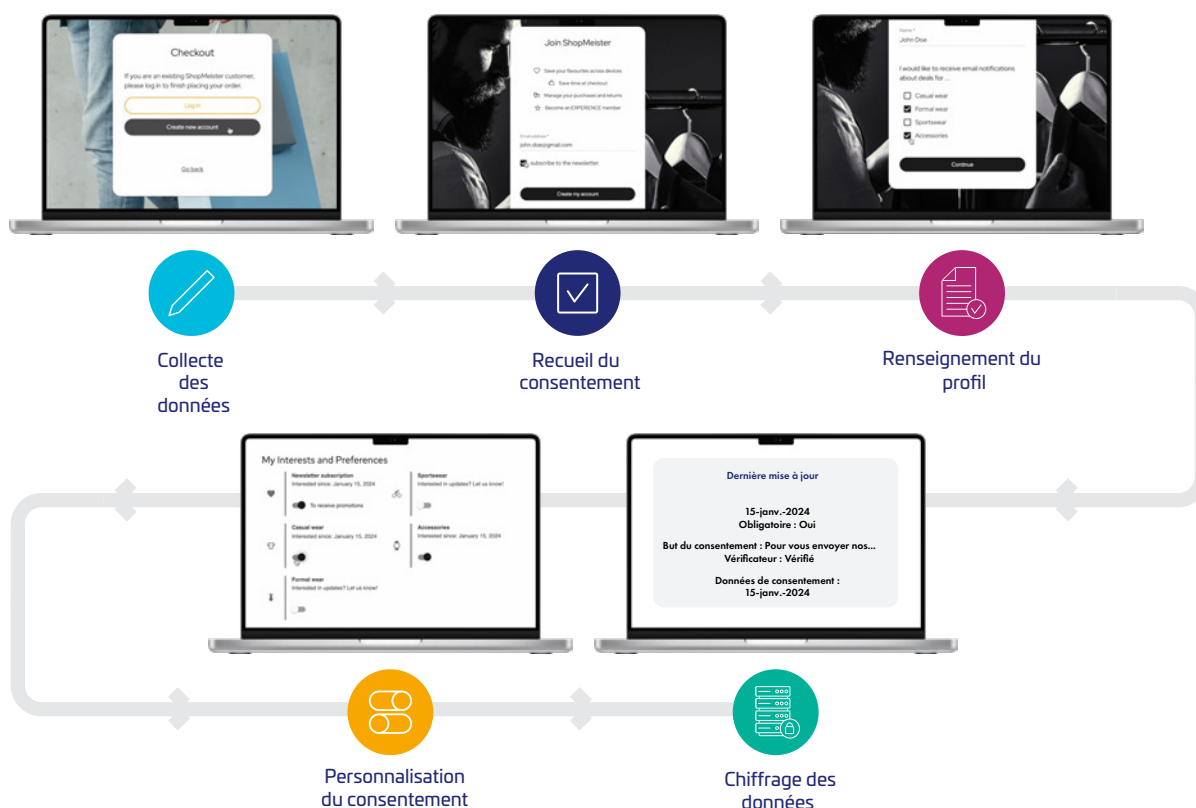 Checkout
If you are an existing ShopMeister customer,
please log in to finish placing your order.
Log in
Create new account
Go back
Join ShopMeister
Save your favourites across devices
Save time at checkout
Manage your purchases and returns
Become an EXPERIENCE member
Email address *
john.doe@gmail.com
subscribe to the newsletter
Create my account
Name *
John Doe
I would like to receive email notifications
about deals for ...
Casual wear
Formal wear
Sportswear
Accessories
Continue
Collecte
des
données
Recueil du
consentement
Renseignement du
profil
My Interests and Preferences
Newsletter subscription
Interested since: January 15, 2024
To receive promotions
Sportswear
Interested in updates? Let us know!
Casual wear
Interested since: January 15, 2024
Accessories
Interested since: January 15, 2024
Formal wear
Interested in updates? Let us know!
Dernière mise à jour
15-janv.-2024
Obligatoire : Oui
But du consentement : Pour vous envoyer nos...
Vérificateur : Vérifié
Données de consentement :
15-janv.-2024
Personnalisation
du consentement
Chiffrage des
données